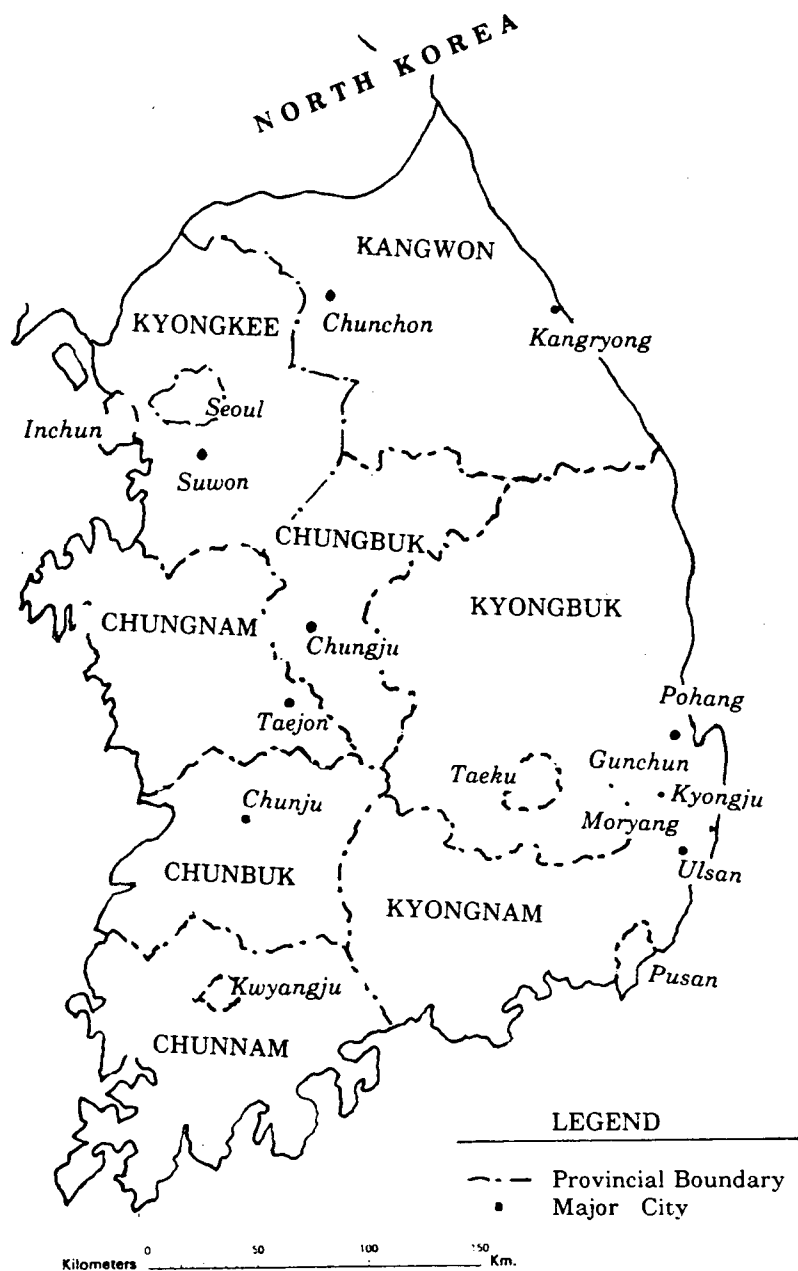 NORTH KOREA
KANGWON
KYONGKEE
Chunchon
Kangryong
Seoul
Inchun
Suwon
CHUNGBUK
KYONGBUK
CHUNGNAM
Chungju
Pohang
Taejon
Gunchun
Taeku
Kyongju
Chunju
Moryang
Ulsan
CHUNBUK
KYONGNAM
Pusan
Kwyangju
CHUNNAM
LEGEND
Provincial Boundary
Major City
0 50 100 150
Kilometers Km.